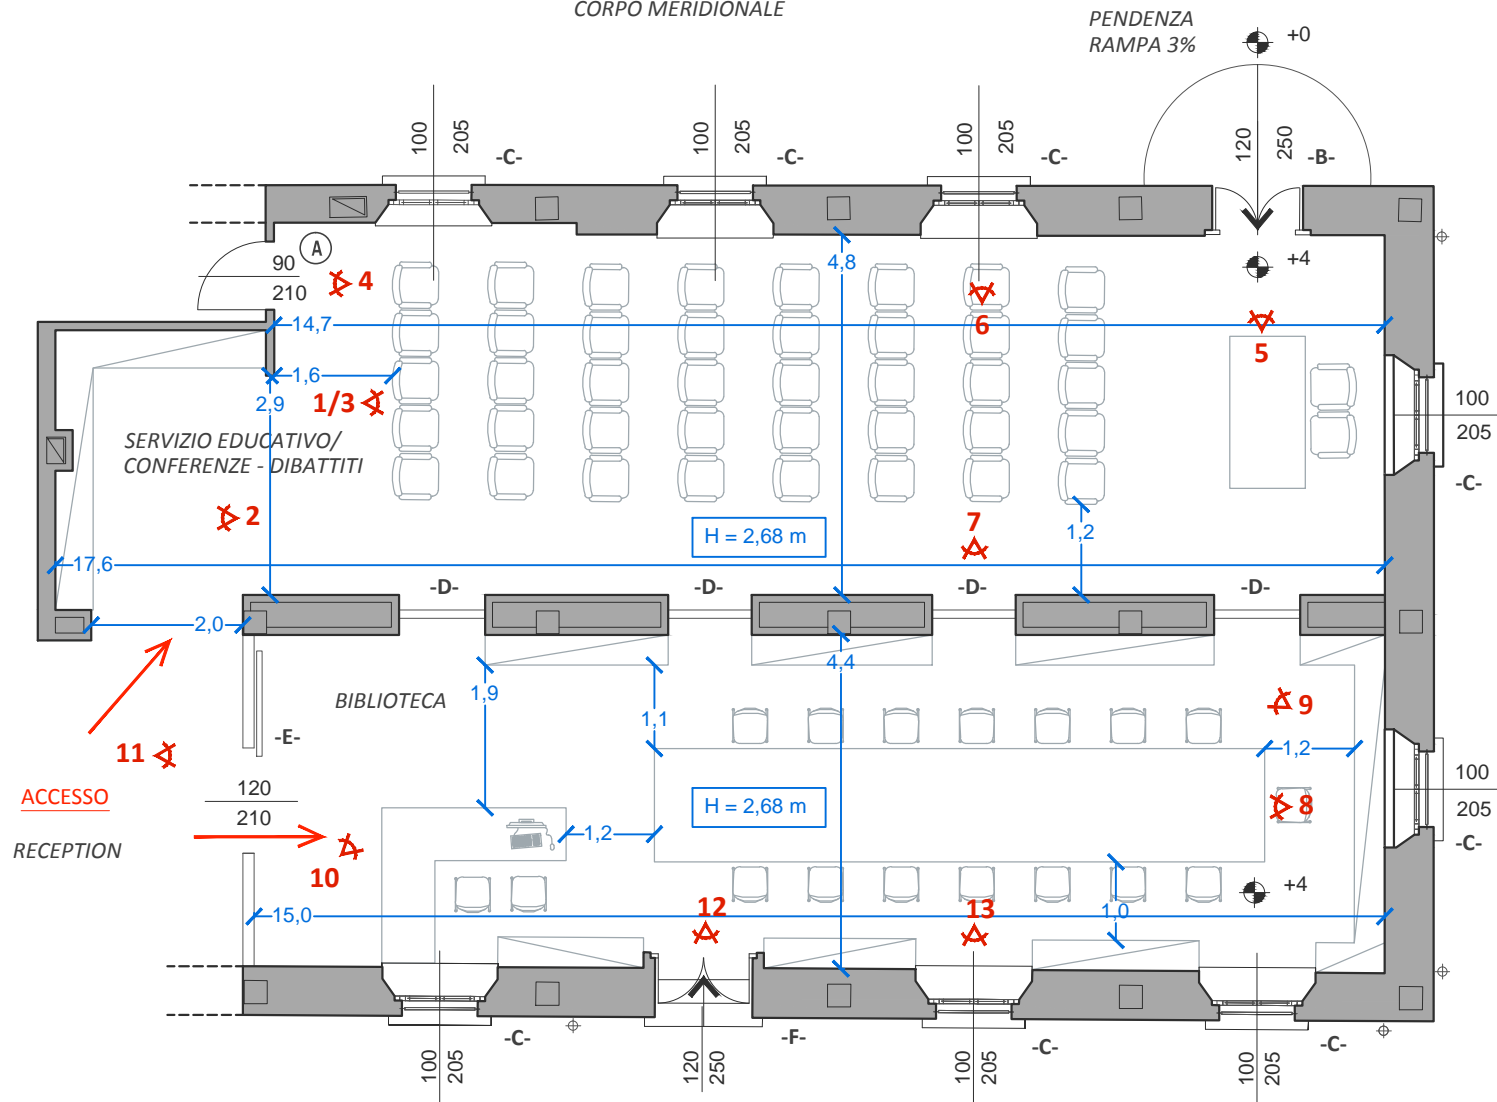 CORPO MERIDIONALE
PENDENZA
RAMPA 3%
+0
100
205
-C-
100
205
-C-
100
205
-C-
120
250
-B-
A
90
210
4
4,8
+4
14,7
6
5
1,6
2,9
1/3
100
205
-C-
SERVIZIO EDUCATIVO/
CONFERENZE - DIBATTITI
2
H = 2,68 m
7
1,2
17,6
-D-
-D-
-D-
-D-
2,0
4,4
BIBLIOTECA
1,9
1,1
9
11
-E-
1,2
ACCESSO
120
210
H = 2,68 m
8
100
205
-C-
RECEPTION
1,2
10
+4
15,0
12
13
1,0
100
205
-C-
120
250
-F-
100
205
-C-
100
205
-C-